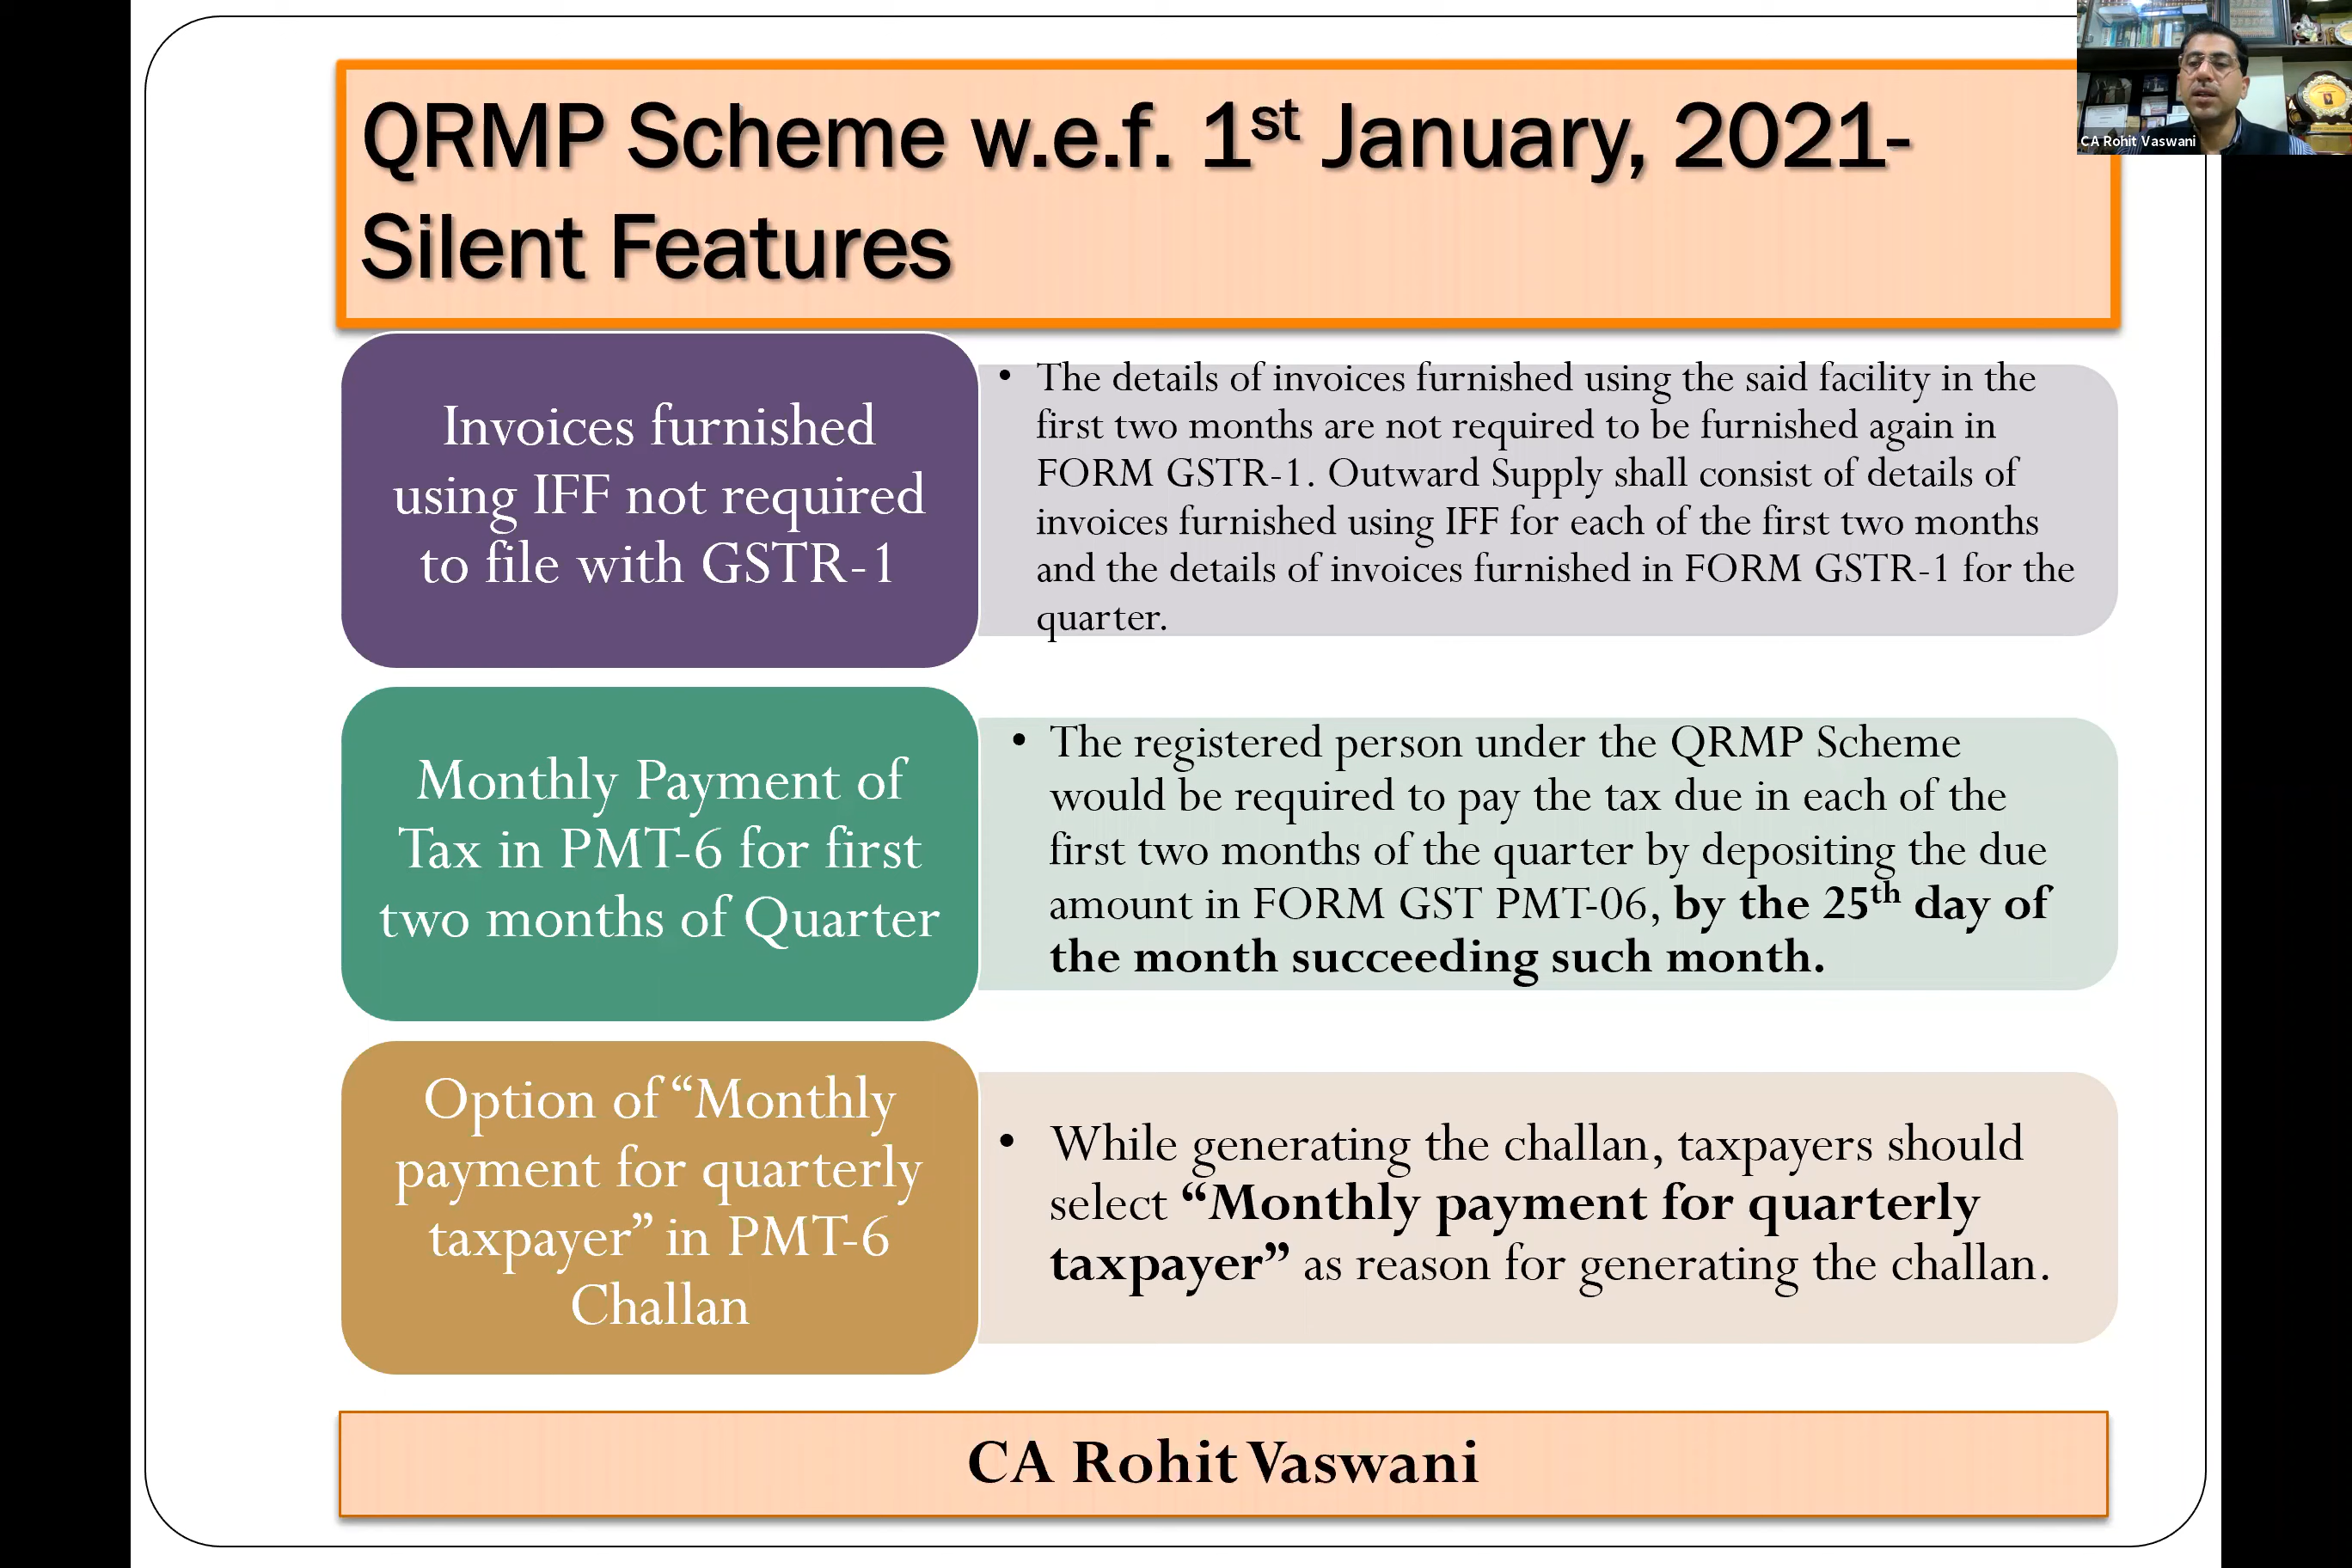 QRMP Scheme w.e.f. 1st January, 2021-
Silent Features
CA Rohit Vaswani
Invoices furnished
using IFF not required
to file with GSTR-1
• The details of invoices furnished using the said facility in the
first two months are not required to be furnished again in
FORM GSTR-1. Outward Supply shall consist of details of
invoices furnished using IFF for each of the first two months
and the details of invoices furnished in FORM GSTR-1 for the
quarter.
Monthly Payment of
Tax in PMT-6 for first
two months of Quarter
• The registered person under the QRMP Scheme
would be required to pay the tax due in each of the
first two months of the quarter by depositing the due
amount in FORM GST PMT-06, by the 25th day of
the month succeeding such month.
Option of “Monthly
payment for quarterly
taxpayer” in PMT-6
Challan
• While generating the challan, taxpayers should
select “Monthly payment for quarterly
taxpayer” as reason for generating the challan.
CA Rohit Vaswani